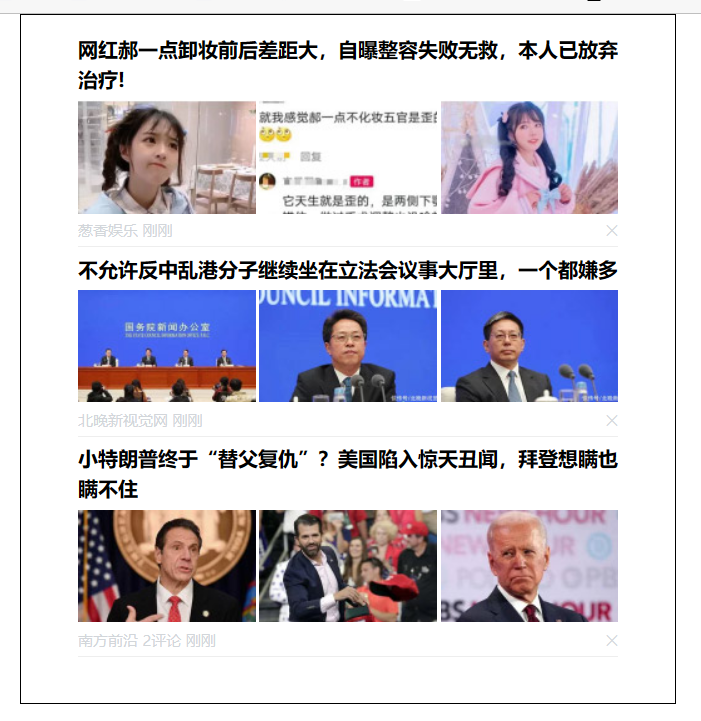 网红郝一点卸妆前后差距大，自曝整容失败无救，本人已放弃
治疗!
就我感觉郝一点不化妆五官是歪的
回复
作者
它天生就是歪的，是两侧下
葱香娱乐 刚刚
不允许反中乱港分子继续坐在立法会议事大厅里，一个都嫌多
国务院新闻办公室
OUNCIL INFORMAT
北晚新视觉网 刚刚
小特朗普终于“替父复仇”？美国陷入惊天丑闻，拜登想瞒也
瞒不住
NEWS HOUR
南方前沿 2评论 刚刚